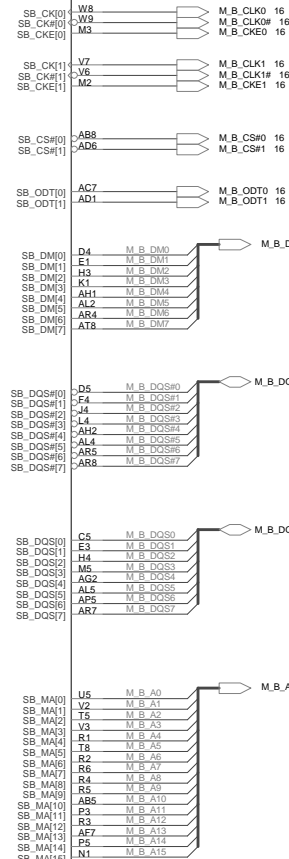 SB_CK[0] W8 M_B_CLK0 16
SB_CK#[0] W9 M_B_CLK0# 16
SB_CKE[0] M3 M_B_CKE0 16
SB_CK[1] V7 M_B_CLK1 16
SB_CK#[1] V6 M_B_CLK1# 16
SB_CKE[1] M2 M_B_CKE1 16
SB_CS#[0] AB8 M_B_CS#0 16
SB_CS#[1] AD6 M_B_CS#1 16
SB_ODT[0] AC7 M_B_ODT0 16
SB_ODT[1] AD1 M_B_ODT1 16
M_B_D
SB_DM[0] D4 M_B_DM0
SB_DM[1] E1 M_B_DM1
SB_DM[2] H3 M_B_DM2
SB_DM[3] K1 M_B_DM3
SB_DM[4] AH1 M_B_DM4
SB_DM[5] AL2 M_B_DM5
SB_DM[6] AR4 M_B_DM6
SB_DM[7] AT8 M_B_DM7
M_B_DQ
SB_DQS#[0] D5 M_B_DQS#0
SB_DQS#[1] F4 M_B_DQS#1
SB_DQS#[2] J4 M_B_DQS#2
SB_DQS#[3] L4 M_B_DQS#3
SB_DQS#[4] AH2 M_B_DQS#4
SB_DQS#[5] AL4 M_B_DQS#5
SB_DQS#[6] AR5 M_B_DQS#6
SB_DQS#[7] AR8 M_B_DQS#7
M_B_DQ
SB_DQS[0] C5 M_B_DQS0
SB_DQS[1] E3 M_B_DQS1
SB_DQS[2] H4 M_B_DQS2
SB_DQS[3] M5 M_B_DQS3
SB_DQS[4] AG2 M_B_DQS4
SB_DQS[5] AL5 M_B_DQS5
SB_DQS[6] AP5 M_B_DQS6
SB_DQS[7] AR7 M_B_DQS7
M_B_A
SB_MA[0] U5 M_B_A0
SB_MA[1] V2 M_B_A1
SB_MA[2] T5 M_B_A2
SB_MA[3] V3 M_B_A3
SB_MA[4] R1 M_B_A4
SB_MA[5] T8 M_B_A5
SB_MA[6] R2 M_B_A6
SB_MA[7] R6 M_B_A7
SB_MA[8] R4 M_B_A8
SB_MA[9] R5 M_B_A9
SB_MA[10] AB5 M_B_A10
SB_MA[11] P3 M_B_A11
SB_MA[12] R3 M_B_A12
SB_MA[13] AF7 M_B_A13
SB_MA[14] P5 M_B_A14
SB_MA[15] N1 M_B_A15